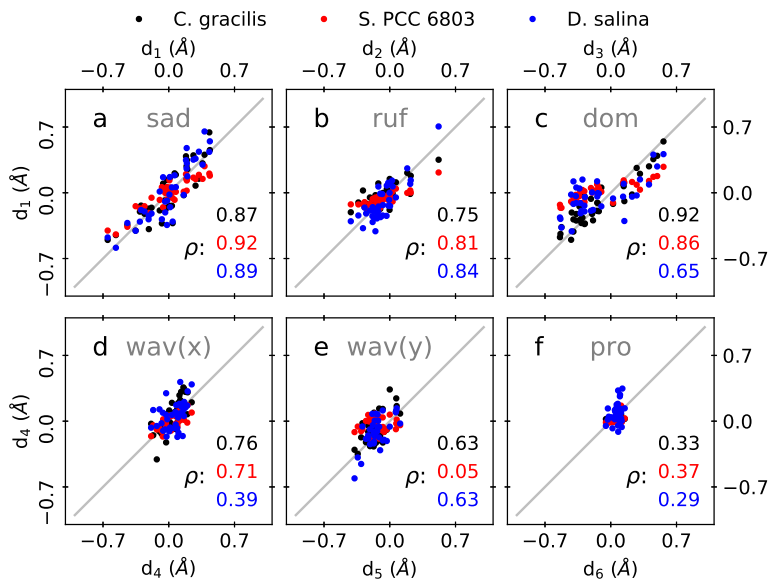 C. gracilis S. PCC 6803 D. salina
d₁ (Å) d₂ (Å) d₃ (Å)
−0.7 0.0 0.7 −0.7 0.0 0.7 −0.7 0.0 0.7
a sad b ruf c dom
0.7 0.7
d₁ (Å) 0.0 0.0 d₁ (Å)
−0.7 −0.7
0.87 0.75 0.92
ρ: 0.92 ρ: 0.81 ρ: 0.86
0.89 0.84 0.65
d wav(x) e wav(y) f pro
0.7 0.7
d₄ (Å) 0.0 0.0 d₄ (Å)
−0.7 −0.7
0.76 0.63 0.33
ρ: 0.71 ρ: 0.05 ρ: 0.37
0.39 0.63 0.29
−0.7 0.0 0.7 −0.7 0.0 0.7 −0.7 0.0 0.7
d₄ (Å) d₅ (Å) d₆ (Å)